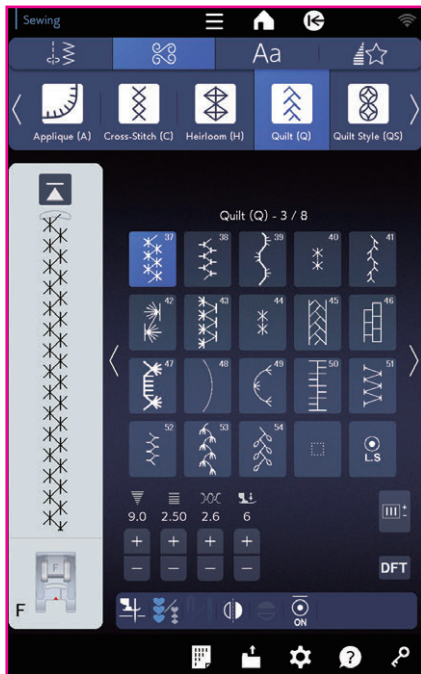 Sewing
Aa
Applique (A) Cross-Stitch (C) Heirloom (H) Quilt (Q) Quilt Style (QS)
Quilt (Q) - 3 / 8
37 38 39 40 41
42 43 44 45 46
47 48 49 50 51
52 53 54 L.S
9.0 2.50 2.6 6
+ + + +
− − − −
DFT
F
F
ON
?